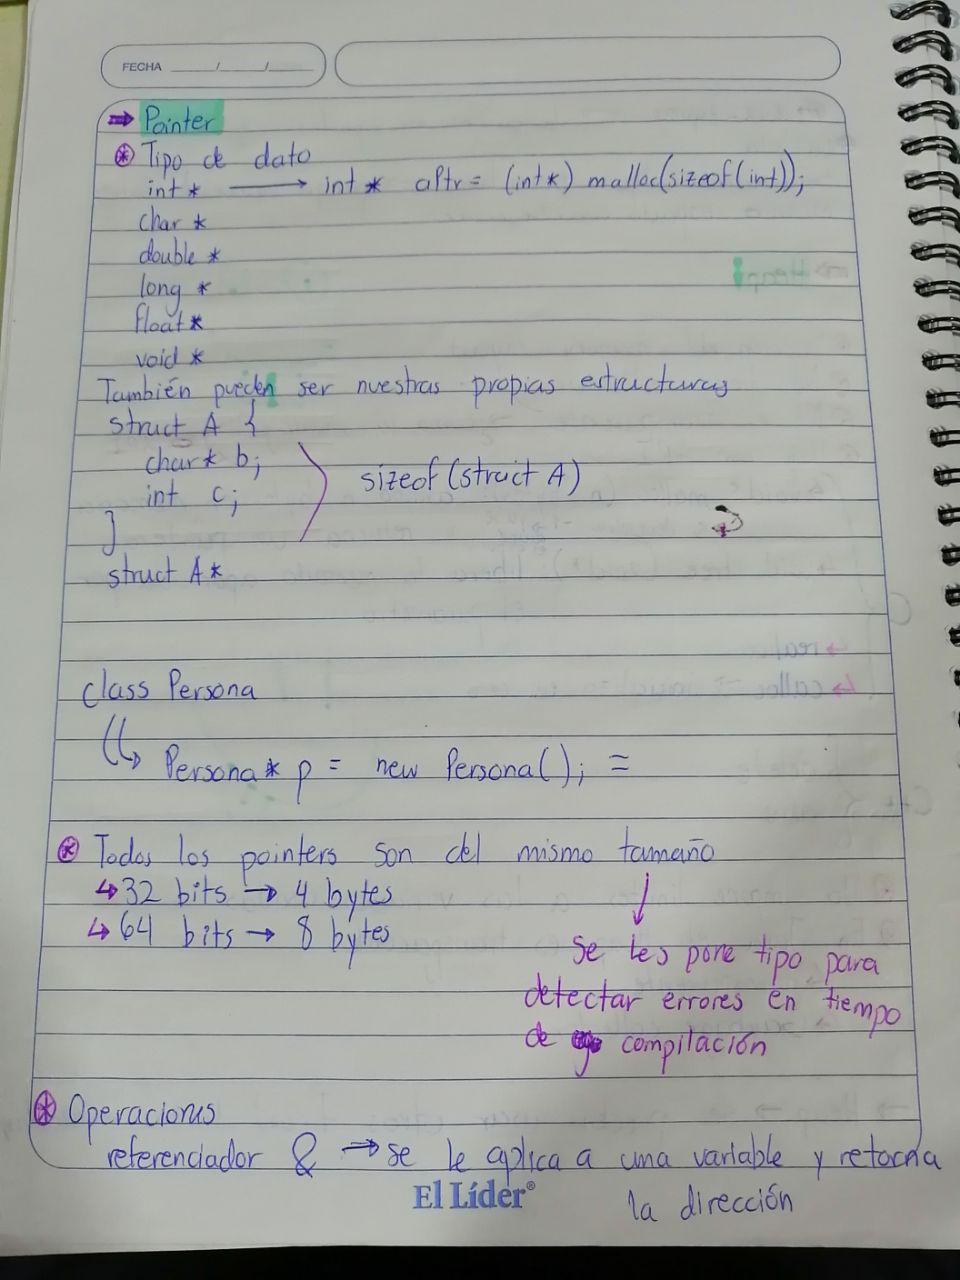 FECHA ___/___/___
⇒ Pointer
* Tipo de dato
int * → int * aPtr = (int*) malloc(sizeof(int));
char *
double *
long *
float *
void *
También pueden ser nuestras propias estructuras
struct A {
char* b;
int c;
}
sizeof(struct A)
struct A*
class Persona
↳ Persona* p = new Persona(); =
* Todos los pointers son del mismo tamaño
↳ 32 bits → 4 bytes
↳ 64 bits → 8 bytes
Se les pone tipo para
detectar errores en tiempo
de compilación
* Operaciones
referenciador & → se le aplica a una variable y retorna
la dirección
El Líder®